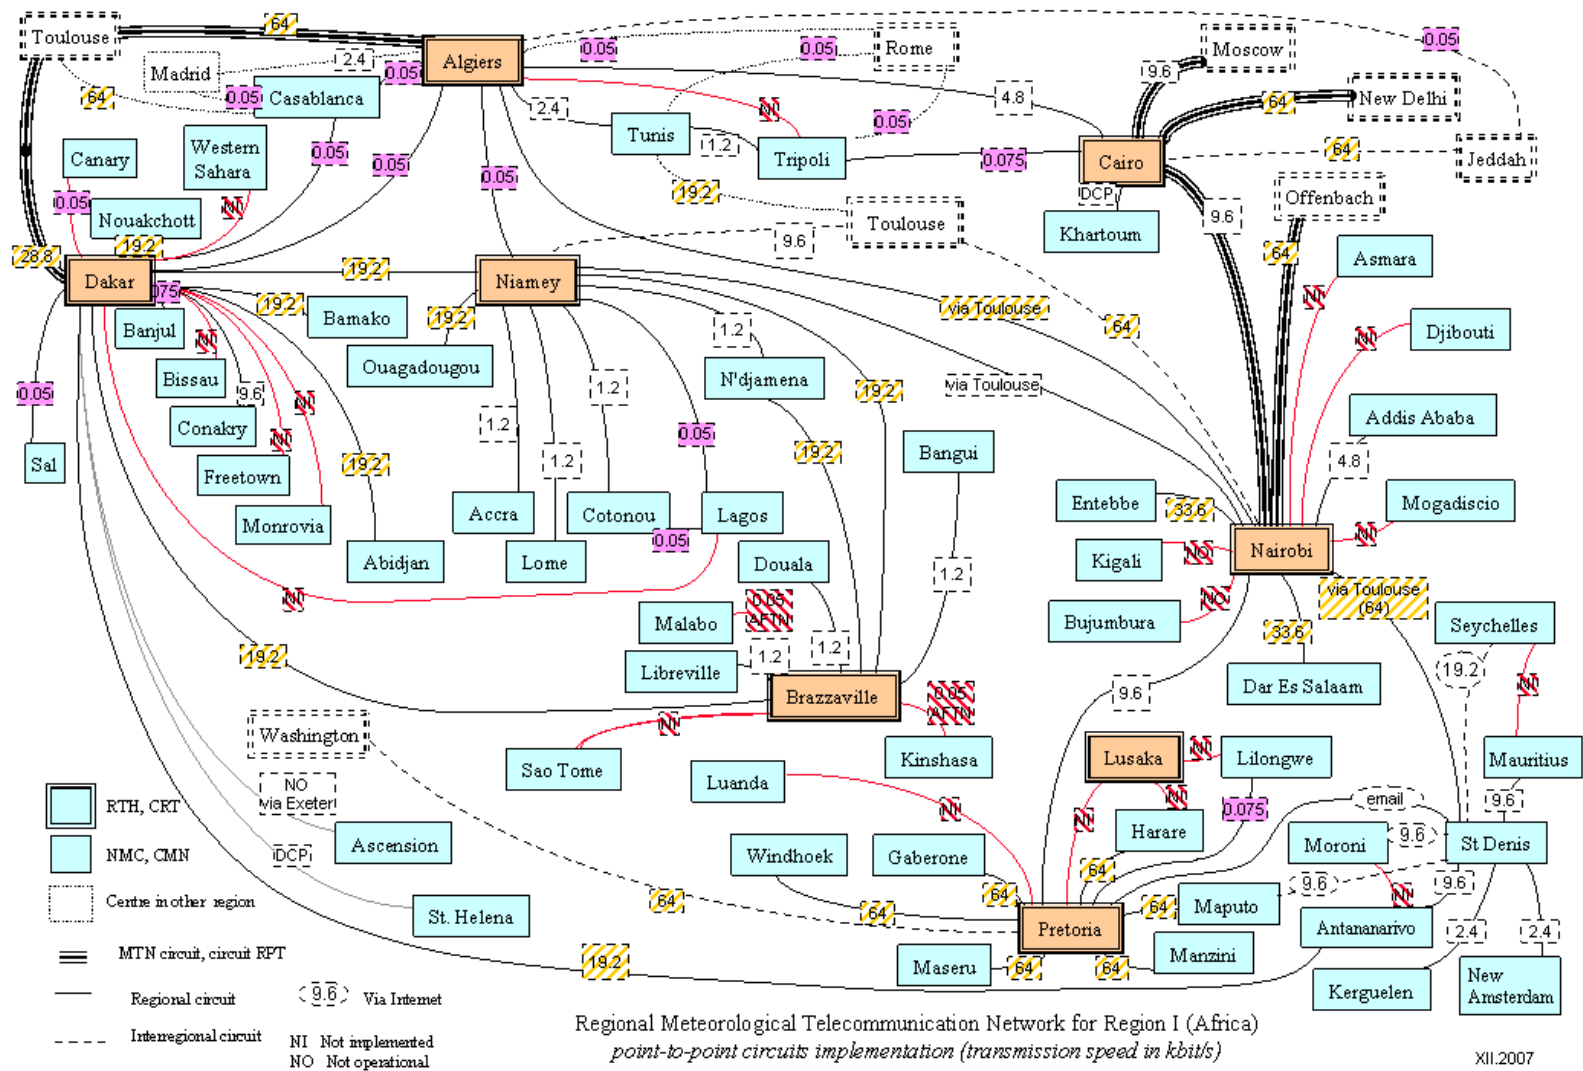 64
0.05
Toulouse
Algiers
0.05
0.05
Rome
Moscow
2.4
Madrid
0.05
9.6
64
0.05
Casablanca
2.4
NI
4.8
64
New Delhi
Canary
Western
Sahara
0.05
0.05
0.05
Tunis
1.2
Tripoli
0.05
0.075
Cairo
64
Jeddah
0.05
NI
19.2
DCP
Offenbach
Nouakchott
Toulouse
9.6
Khartoum
28.8
19.2
9.6
64
Asmara
Dakar
075
19.2
Niamey
NI
19.2
Bamako
19.2
via Toulouse
64
Banjul
NI
1.2
NI
Djibouti
Ouagadougou
Bissau
9.6
NI
1.2
N'djamena
19.2
via Toulouse
0.05
Conakry
NI
1.2
0.05
Addis Ababa
Sal
Freetown
19.2
1.2
19.2
Bangui
4.8
Monrovia
Accra
Cotonou
Lagos
Entebbe
33.6
NI
Mogadiscio
Abidjan
Lome
0.05
Douala
1.2
Kigali
NO
Nairobi
NI
Malabo
0.05
AFTN
Bujumbura
NO
33.6
via Toulouse
(64)
Seychelles
19.2
Libreville
1.2
1.2
19.2
Brazzaville
0.05
AFTN
9.6
Dar Es Salaam
NI
Washington
NI
Sao Tome
Kinshasa
Lusaka
NI
Lilongwe
Mauritius
NO
via Exeter
Luanda
NI
NI
NI
0.075
email
9.6
RTH, CRT
Ascension
Harare
9.6
NMC, CMN
DCP
Windhoek
Gaberone
64
Moroni
St Denis
Centre in other region
St. Helena
64
64
64
64
Maputo
9.6
NI
9.6
Pretoria
Antananarivo
2.4
2.4
MTN circuit, circuit RPT
19.2
Maseru
64
64
Manzini
Regional circuit
9.6
Via Internet
Kerguelen
New
Amsterdam
Interregional circuit
NI Not implemented
NO Not operational
Regional Meteorological Telecommunication Network for Region I (Africa)
point-to-point circuits implementation (transmission speed in kbit/s)
XII.2007